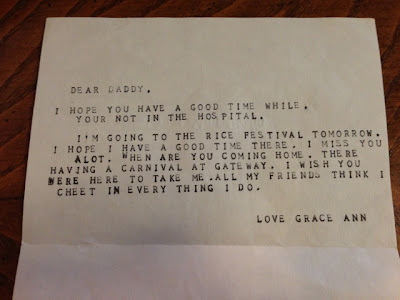 DEAR DADDY,
I HOPE YOU HAVE A GOOD TIME WHILE.
YOUR NOT IN THE HOSPITAL.
I'M GOING TO THE RICE FESTIVAL TOMORROW.
I HOPE I HAVE A GOOD TIME THERE. I MISS YOU
ALOT. WHEN ARE YOU COMING HOME. THERE
HAVING A CARNIVAL AT GATEWAY. I WISH YOU
WERE HERE TO TAKE ME.ALL MY FRIENDS THINK I
CHEET IN EVERY THING I DO.
LOVE GRACE ANN